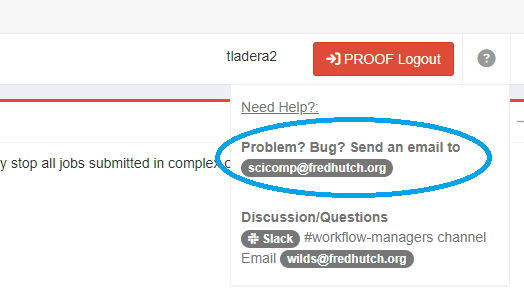 tladera2
PROOF Logout
?
Need Help?:
Problem? Bug? Send an email to
scicomp@fredhutch.org
y stop all jobs submitted in complex c
Discussion/Questions
Slack #workflow-managers channel
Email wilds@fredhutch.org